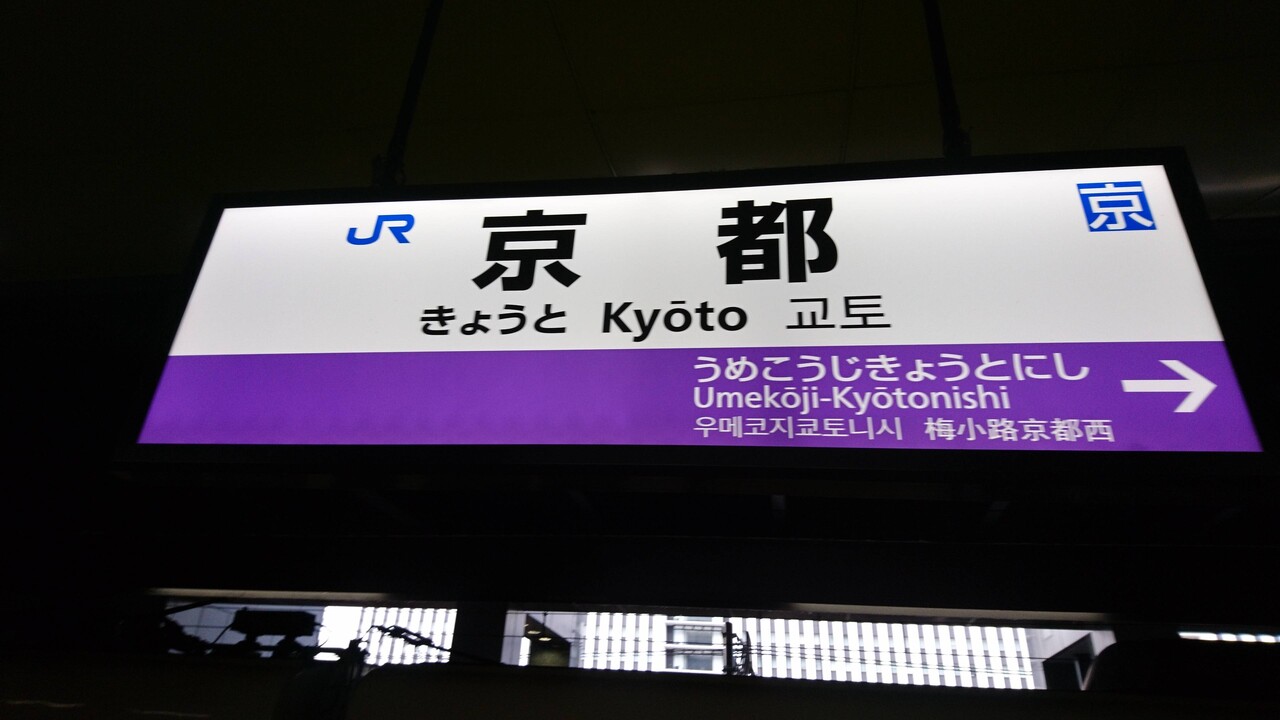 JR 京都 京
きょうと Kyōto 교토
うめこうじきょうとにし
Umekōji-Kyōtonishi
우메코지쿄토니시 梅小路京都西